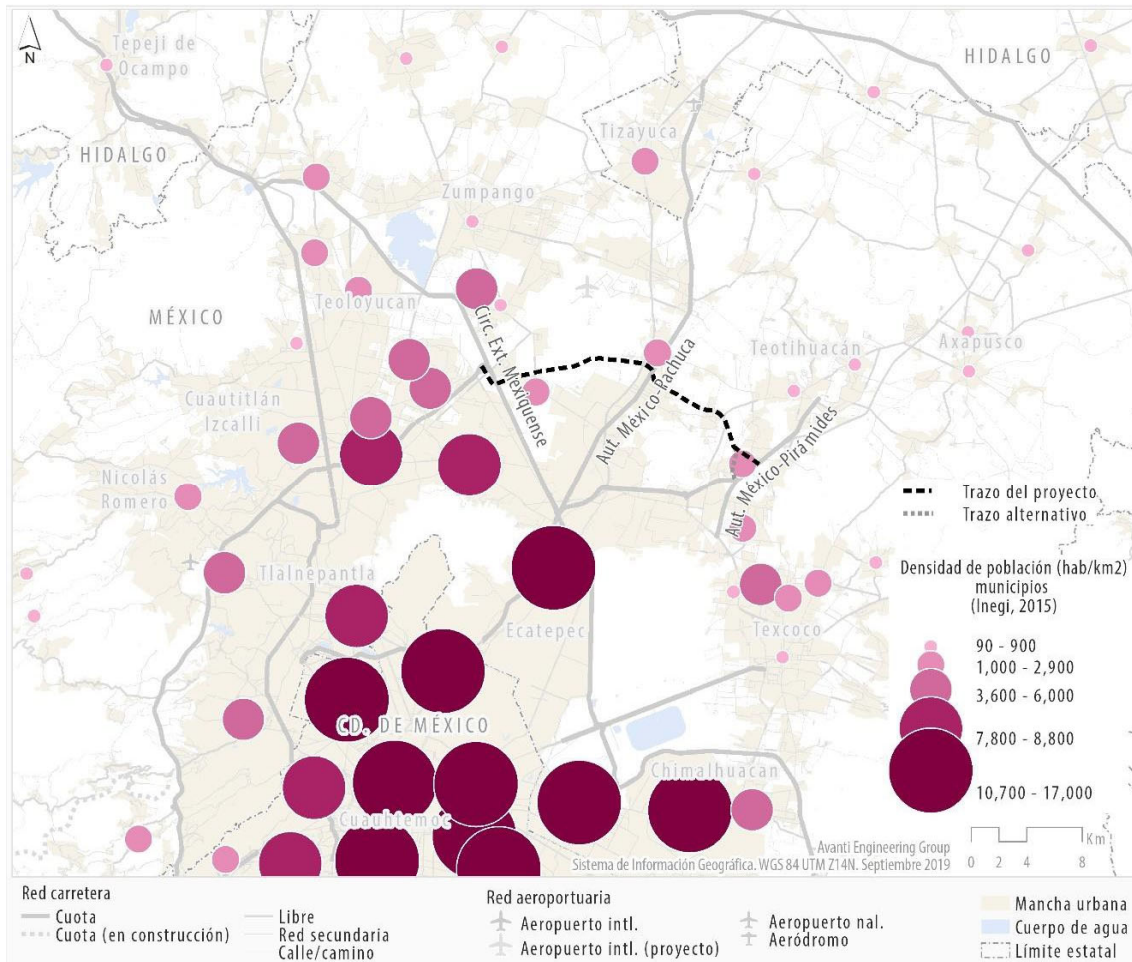 N
Tepeji de
Ocampo
HIDALGO
HIDALGO
Tizayuca
Zumpango
MÉXICO
Teoloyucan
Circ. Ext. Mexiquense
Aut. México-Pachuca
Teotihuacán
Axapusco
Cuautitlán
Izcalli
Aut. México-Pirámides
Nicolás
Romero
Tlalnepantla
Ecatepec
Texcoco
CD. DE MÉXICO
Chimalhuacan
Cuauhtemoc
Trazo del proyecto
Trazo alternativo
Densidad de población (hab/km2)
municipios
(Inegi, 2015)
90 - 900
1,000 - 2,900
3,600 - 6,000
7,800 - 8,800
10,700 - 17,000
Km
0 2 4 8
Avanti Engineering Group
Sistema de Información Geográfica. WGS 84 UTM Z14N. Septiembre 2019
Red carretera
Cuota
Cuota (en construcción)
Libre
Red secundaria
Calle/camino
Red aeroportuaria
Aeropuerto intl.
Aeropuerto intl. (proyecto)
Aeropuerto nal.
Aeródromo
Mancha urbana
Cuerpo de agua
Límite estatal